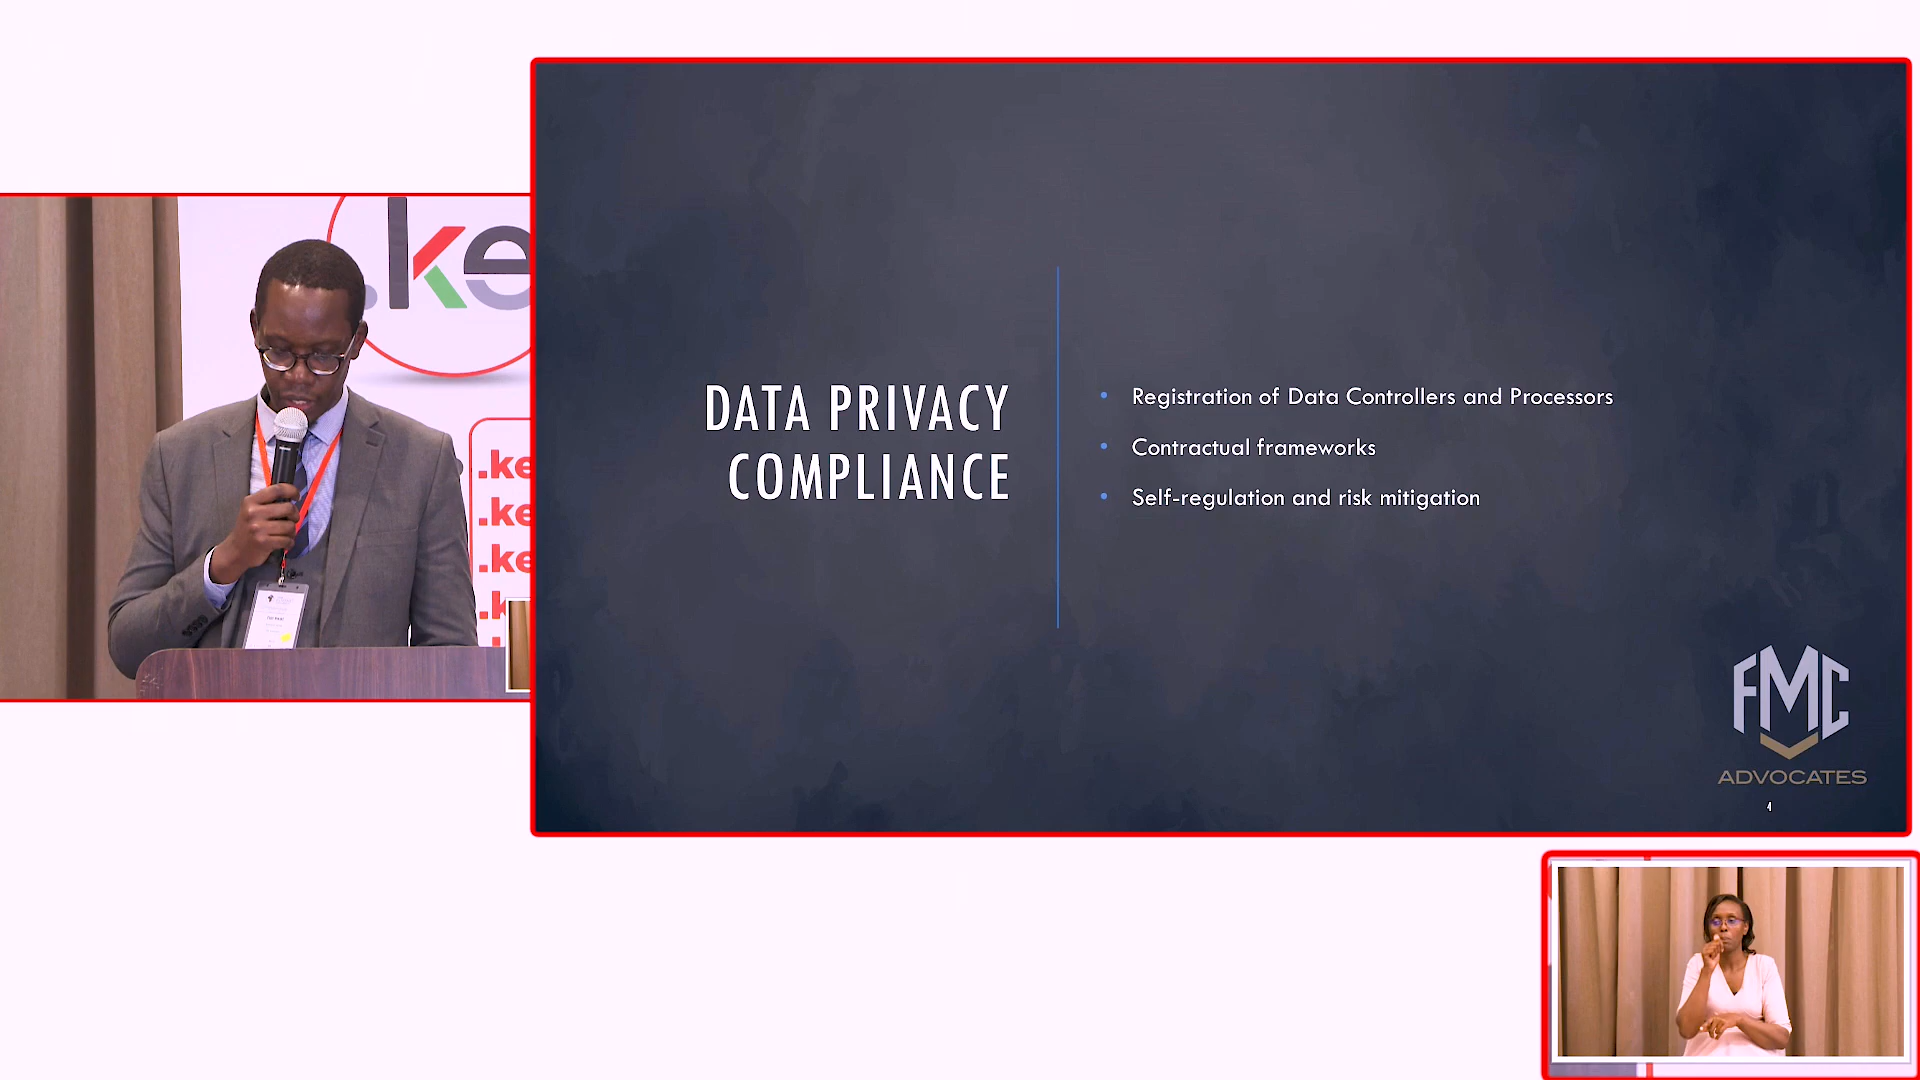 .ke
.ke
.ke
.ke
DATA PRIVACY
COMPLIANCE
• Registration of Data Controllers and Processors
• Contractual frameworks
• Self-regulation and risk mitigation
FMC
ADVOCATES
4